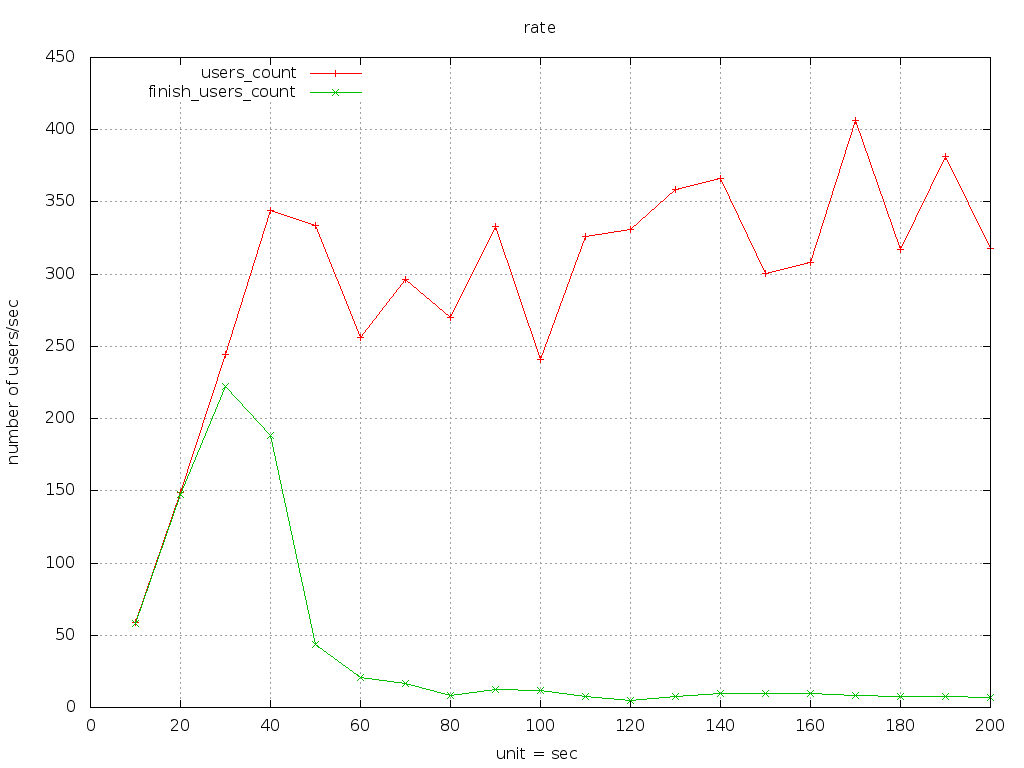 rate
users_count
finish_users_count
450
400
350
300
250
200
150
100
50
0
number of users/sec
0 20 40 60 80 100 120 140 160 180 200
unit = sec